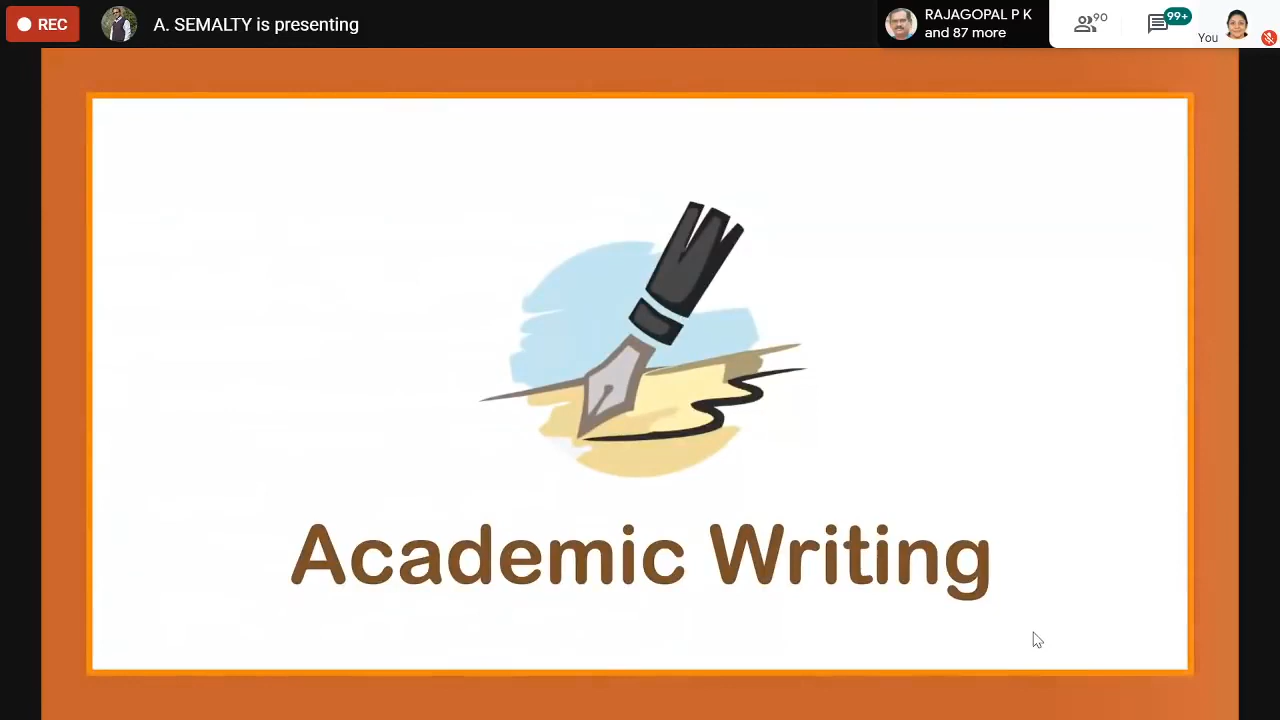 REC
A. SEMALTY is presenting
RAJAGOPAL P K
and 87 more
90
99+
You
Academic Writing